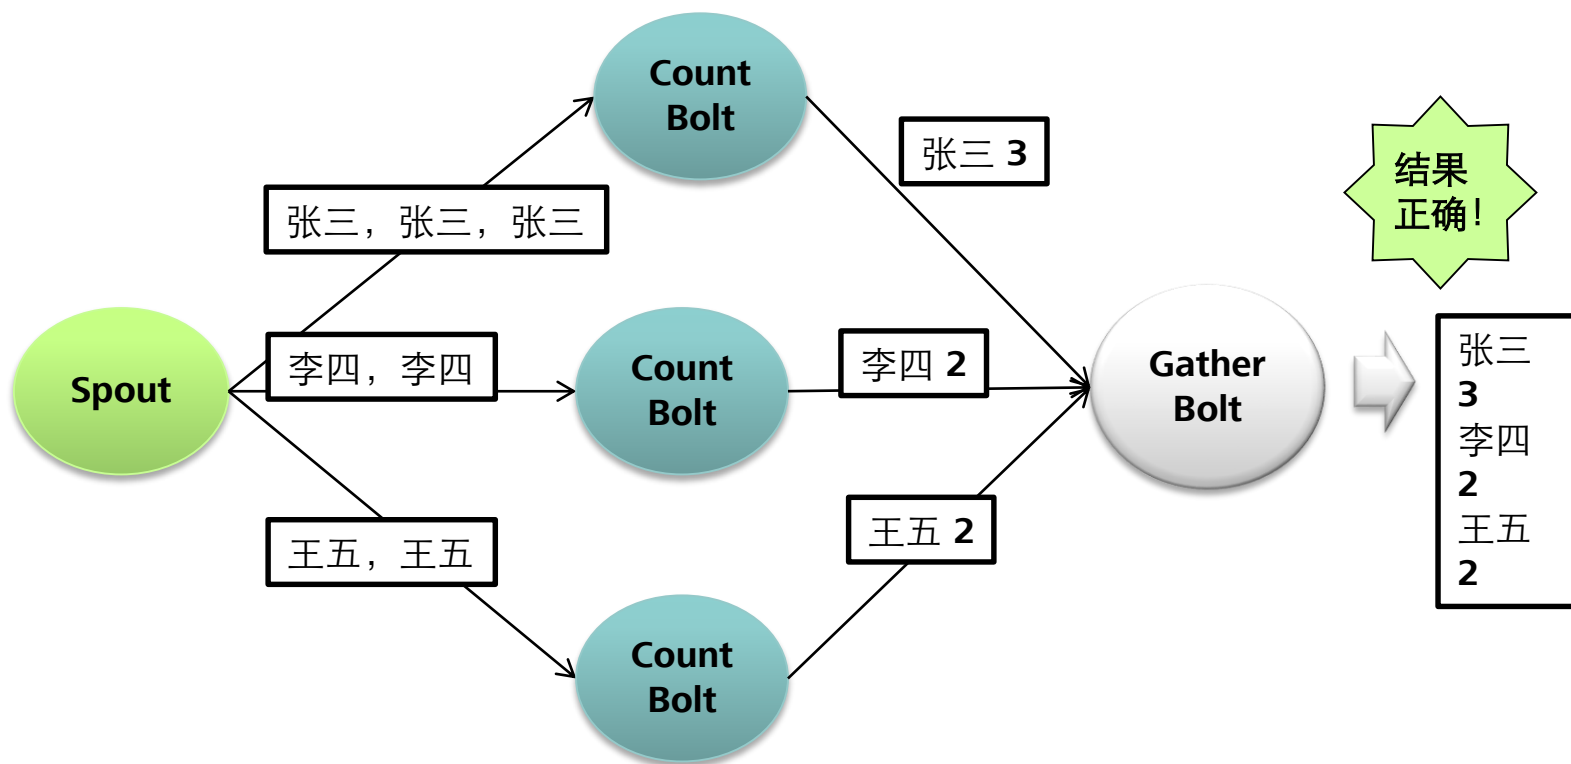 Spout
张三，张三，张三
李四，李四
王五，王五
Count
Bolt
Count
Bolt
Count
Bolt
张三 3
李四 2
王五 2
Gather
Bolt
结果
正确！
张三
3
李四
2
王五
2